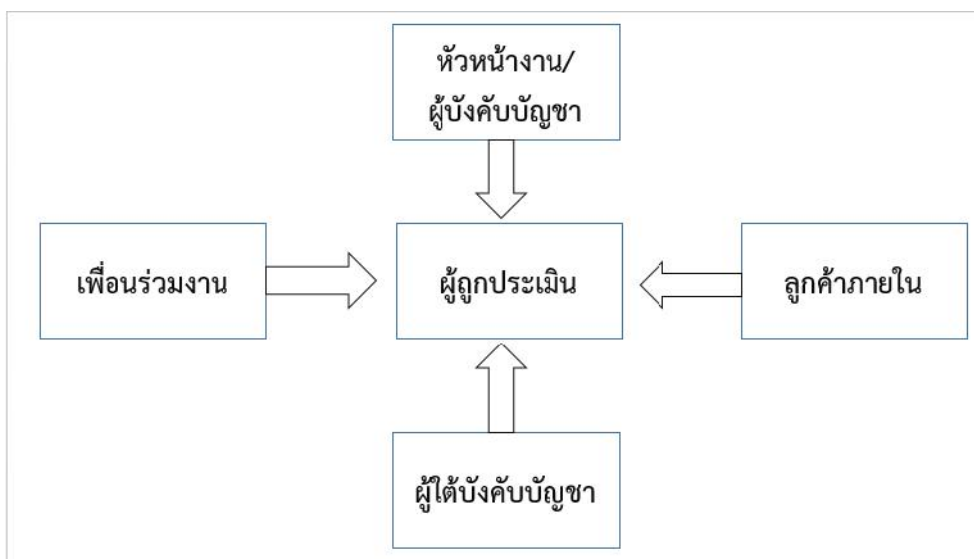 หัวหน้างาน/
ผู้บังคับบัญชา
เพื่อนร่วมงาน
ผู้ถูกประเมิน
ลูกค้าภายใน
ผู้ใต้บังคับบัญชา